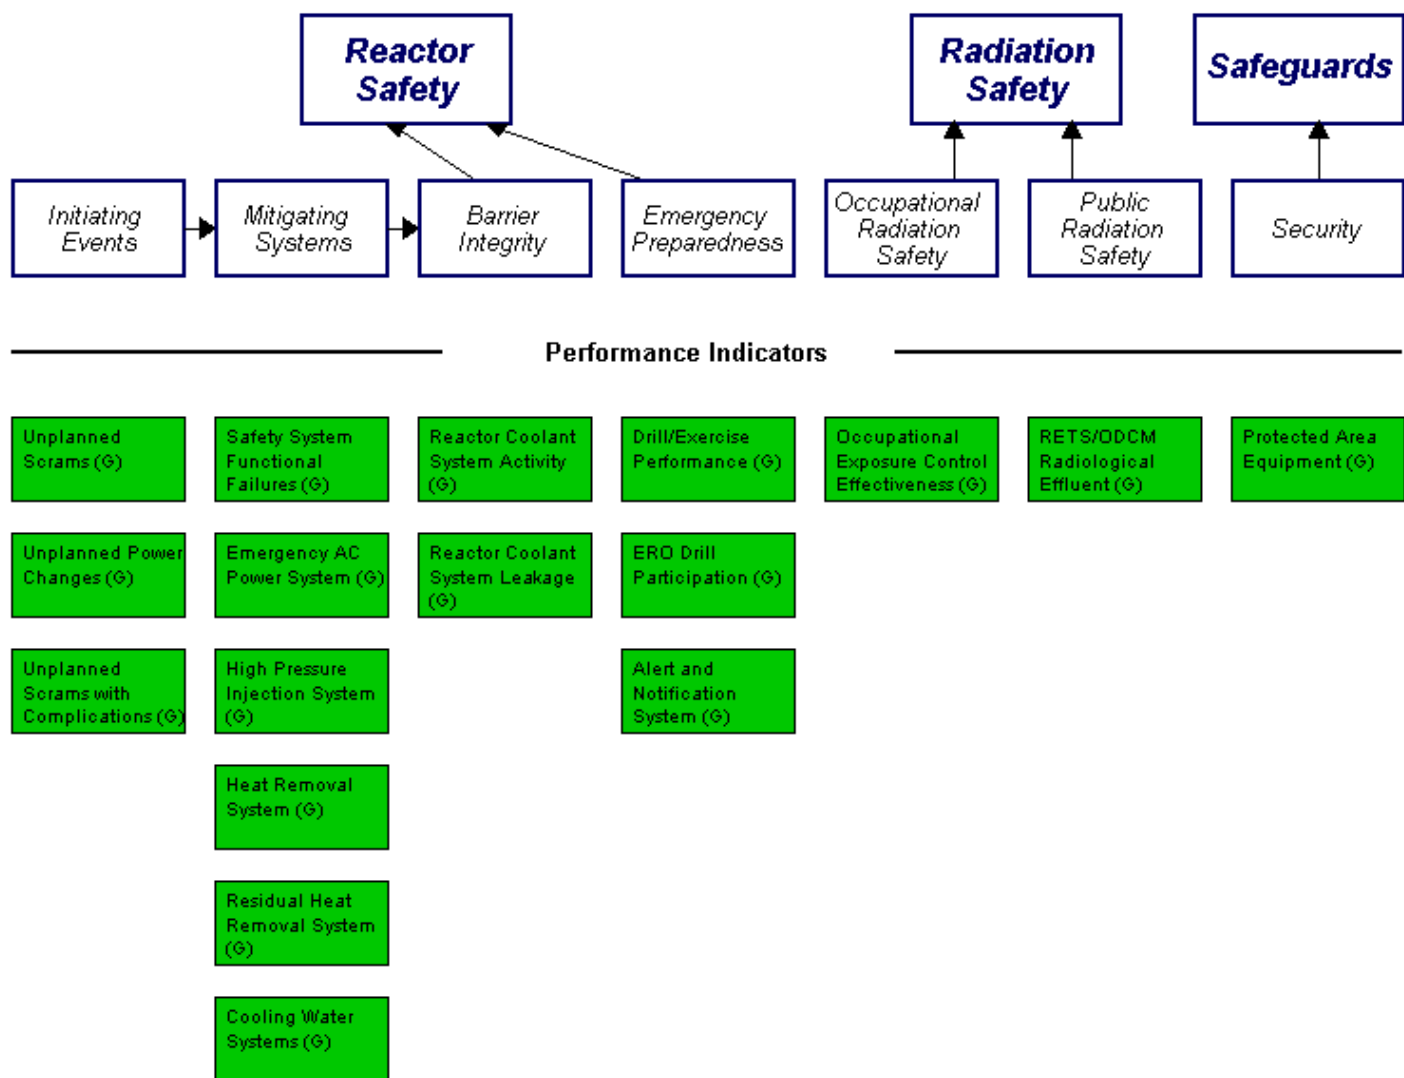 Reactor
Safety
Radiation
Safety
Safeguards
Initiating
Events
Mitigating
Systems
Barrier
Integrity
Emergency
Preparedness
Occupational
Radiation
Safety
Public
Radiation
Safety
Security
Performance Indicators
Unplanned
Scrams (G)
Safety System
Functional
Failures (G)
Reactor Coolant
System Activity
(G)
Drill/Exercise
Performance (G)
Occupational
Exposure Control
Effectiveness (G)
RETS/ODCM
Radiological
Effluent (G)
Protected Area
Equipment (G)
Unplanned Power
Changes (G)
Emergency AC
Power System (G)
Reactor Coolant
System Leakage
(G)
ERO Drill
Participation (G)
Unplanned
Scrams with
Complications (G)
High Pressure
Injection System
(G)
Alert and
Notification
System (G)
Heat Removal
System (G)
Residual Heat
Removal System
(G)
Cooling Water
Systems (G)